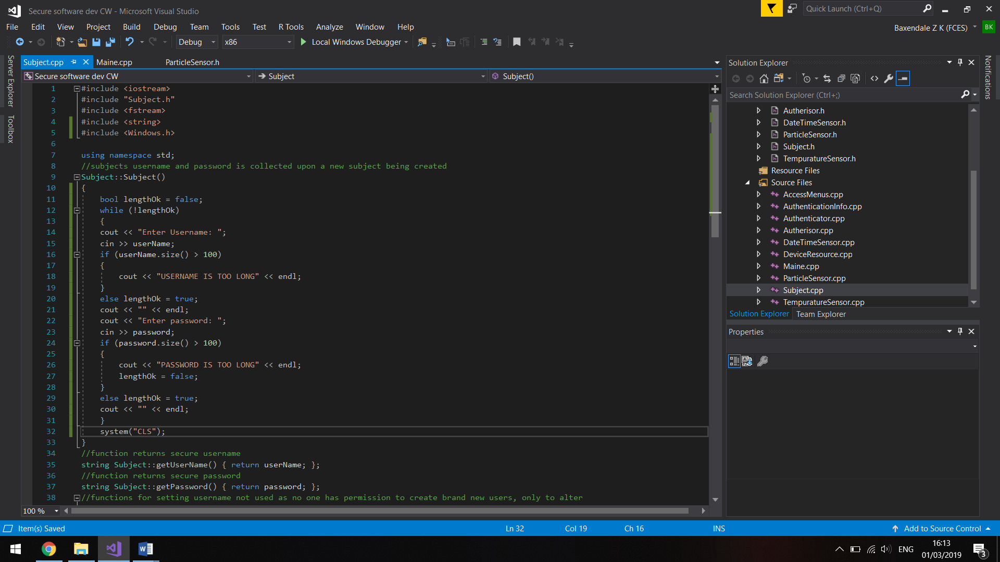 Secure software dev CW - Microsoft Visual Studio
Quick Launch (Ctrl+Q)
File Edit View Project Build Debug Team Tools Test R Tools Analyze Window Help
Baxendale Z K (FCES) BK
Debug x86 Local Windows Debugger
Server Explorer
Toolbox
Subject.cpp Maine.cpp ParticleSensor.h
Secure software dev CW Subject Subject()
1 #include <iostream>
2 #include "Subject.h"
3 #include <fstream>
4 #include <string>
5 #include <Windows.h>
6
7 using namespace std;
8 //subjects username and password is collected upon a new subject being created
9 Subject::Subject()
10 {
11 bool lengthOk = false;
12 while (!lengthOk)
13 {
14 cout << "Enter Username: ";
15 cin >> userName;
16 if (userName.size() > 100)
17 {
18 cout << "USERNAME IS TOO LONG" << endl;
19 }
20 else lengthOk = true;
21 cout << "" << endl;
22 cout << "Enter password: ";
23 cin >> password;
24 if (password.size() > 100)
25 {
26 cout << "PASSWORD IS TOO LONG" << endl;
27 lengthOk = false;
28 }
29 else lengthOk = true;
30 cout << "" << endl;
31 }
32 system("CLS");
33 }
34 //function returns secure username
35 string Subject::getUserName() { return userName; };
36 //function returns secure password
37 string Subject::getPassword() { return password; };
38 //functions for setting username not used as no one has permission to create brand new users, only to alter
100 %
Solution Explorer
Search Solution Explorer (Ctrl+;)
Autherisor.h
DateTimeSensor.h
ParticleSensor.h
Subject.h
TempuratureSensor.h
Resource Files
Source Files
AccessMenus.cpp
AuthenticationInfo.cpp
Authenticator.cpp
Autherisor.cpp
DateTimeSensor.cpp
DeviceResource.cpp
Maine.cpp
ParticleSensor.cpp
Subject.cpp
TempuratureSensor.cpp
Solution Explorer Team Explorer
Properties
Notifications
Item(s) Saved Ln 32 Col 19 Ch 16 INS Add to Source Control
ENG 16:13
01/03/2019
3